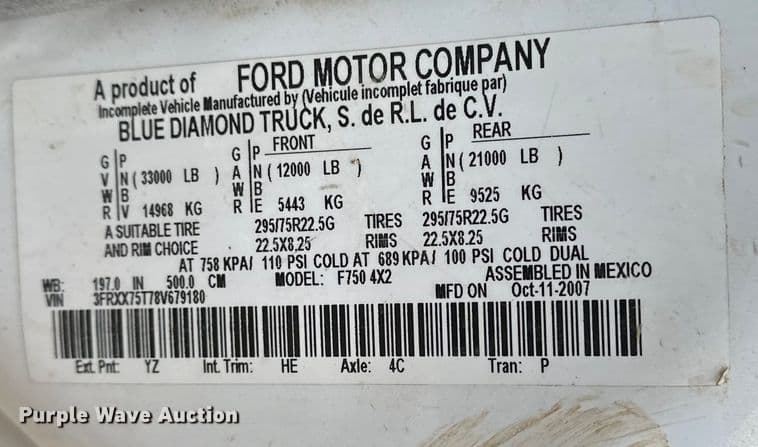 A product of FORD MOTOR COMPANY
Incomplete Vehicle Manufactured by (Vehicule incomplet fabrique par)
BLUE DIAMOND TRUCK, S. de R.L. de C.V.
FRONT REAR
G P G P G P
V N ( 33000 LB ) A N ( 12000 LB ) A N ( 21000 LB )
W B W B W B
R V 14968 KG R E 5443 KG R E 9525 KG
A SUITABLE TIRE 295/75R22.5G TIRES 295/75R22.5G TIRES
AND RIM CHOICE 22.5X8.25 RIMS 22.5X8.25 RIMS
AT 758 KPA/ 110 PSI COLD AT 689 KPA/ 100 PSI COLD DUAL
WB: 197.0 IN 500.0 CM MODEL: F750 4X2 ASSEMBLED IN MEXICO
VIN 3FRXX75T78V679180 MFD ON Oct-11-2007
Ext. Pnt: YZ Int. Trim: HE Axle: 4C Tran: P
Purple Wave Auction